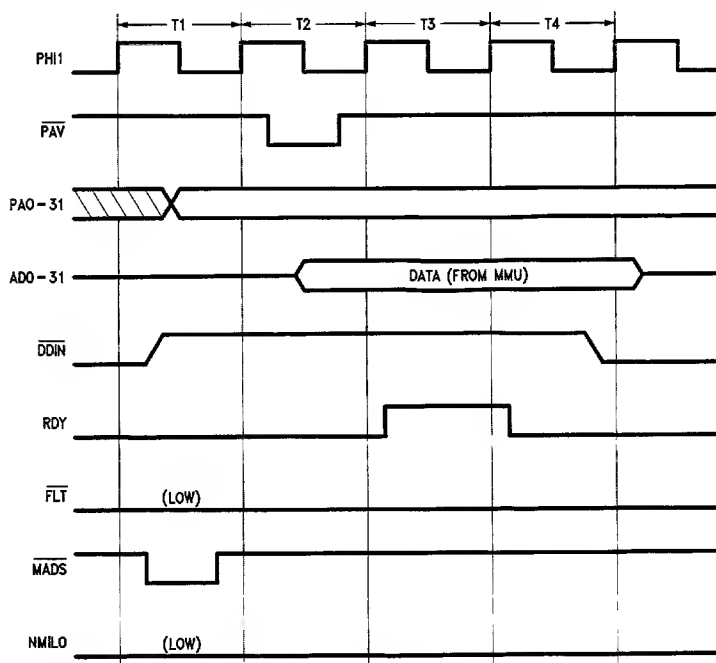 T1 T2 T3 T4
PHI1
PAV
PA0-31
AD0-31 DATA (FROM MMU)
DDIN
RDY
FLT (LOW)
MADS
NMILO (LOW)